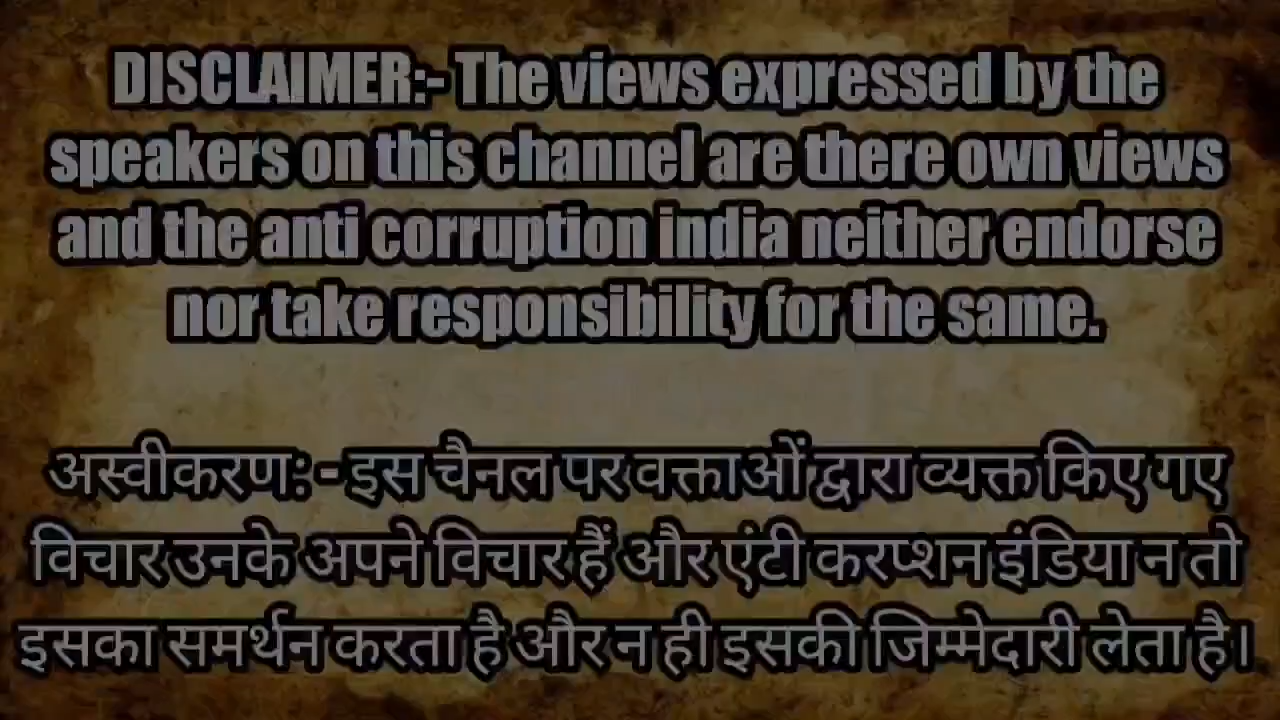 DISCLAIMER:- The views expressed by the
speakers on this channel are there own views
and the anti corruption india neither endorse
nor take responsibility for the same.
अस्वीकरण: - इस चैनल पर वक्ताओं द्वारा व्यक्त किए गए
विचार उनके अपने विचार हैं और एंटी करप्शन इंडिया न तो
इसका समर्थन करता है और न ही इसकी जिम्मेदारी लेता है।